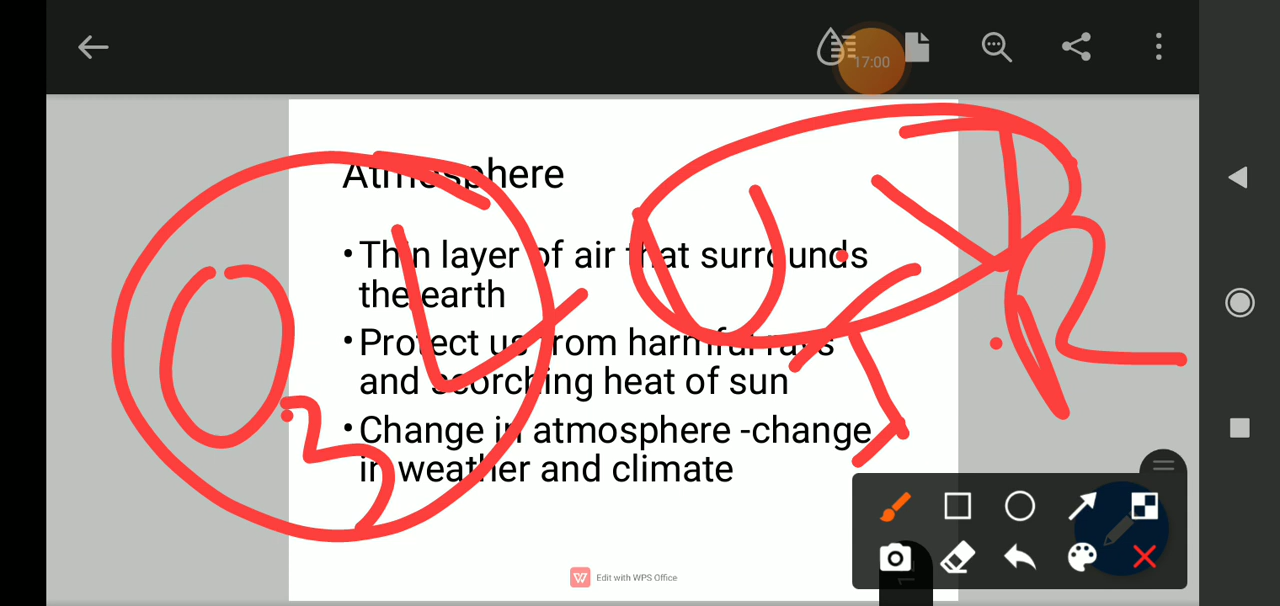 17:00
Atmosphere
•Thin layer of air that surrounds
the earth
•Protect us from harmful rays
and scorching heat of sun
•Change in atmosphere -change
in weather and climate
O3
Edit with WPS Office